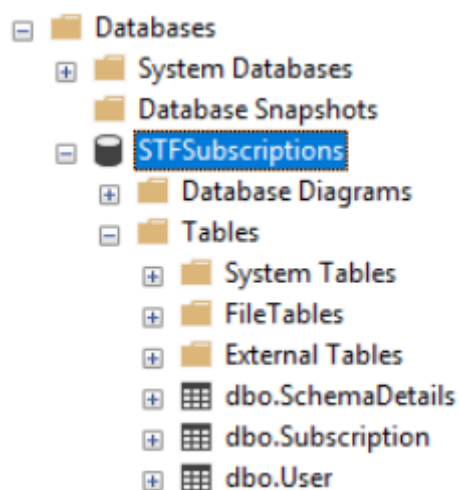 Databases
System Databases
Database Snapshots
STFSubscriptions
Database Diagrams
Tables
System Tables
FileTables
External Tables
dbo.SchemaDetails
dbo.Subscription
dbo.User